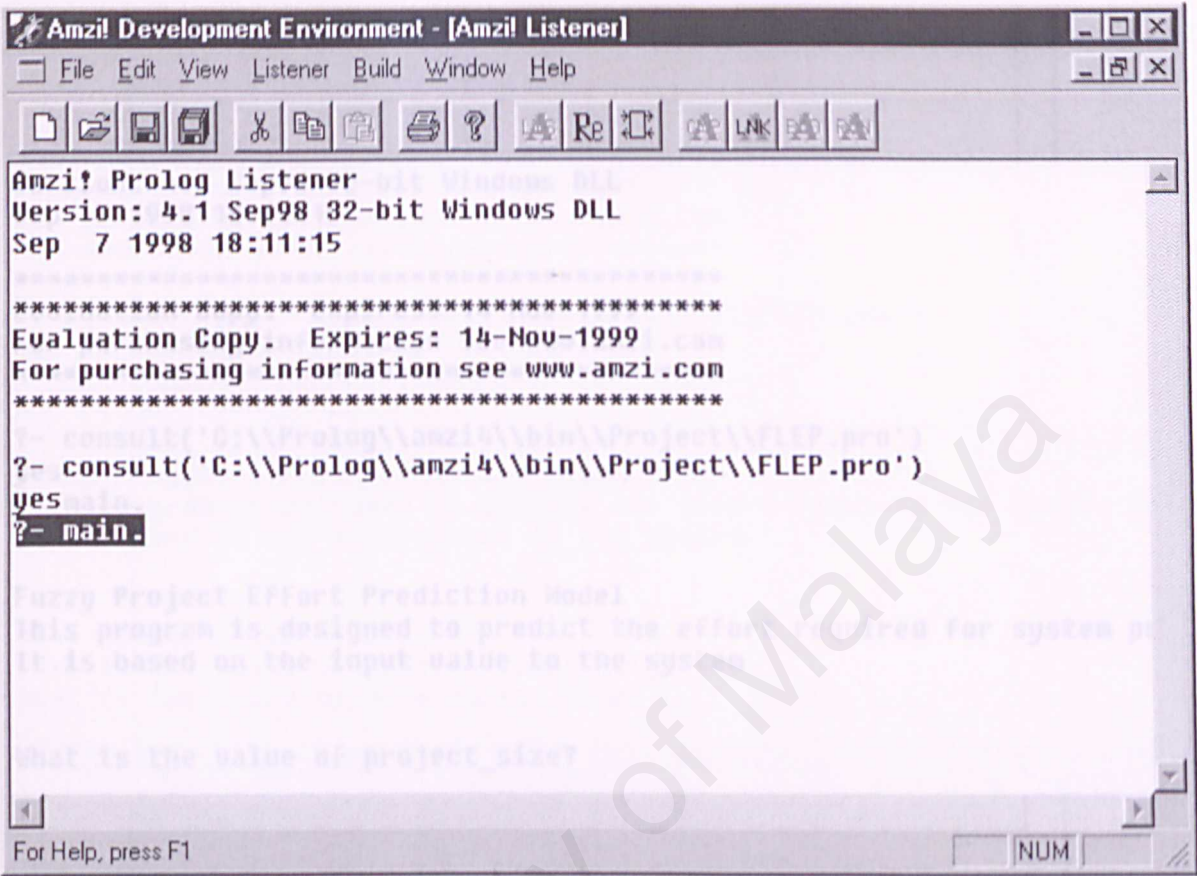 Amzi! Development Environment - [Amzi! Listener]
File Edit View Listener Build Window Help
Re LNK
Amzi! Prolog Listener
Version: 4.1 Sep98 32-bit Windows DLL
Sep 7 1998 18:11:15
*******************************************
Evaluation Copy. Expires: 14-Nov-1999
For purchasing information see www.amzi.com
*******************************************
?- consult('C:\\Prolog\\amzi4\\bin\\Project\\FLEP.pro')
yes
?- main.
Fuzzy Project Effort Prediction Model
This program is designed to predict the effort required for system
It is based on the input value to the system
What is the value of project_size?
For Help, press F1
NUM
of Malaya